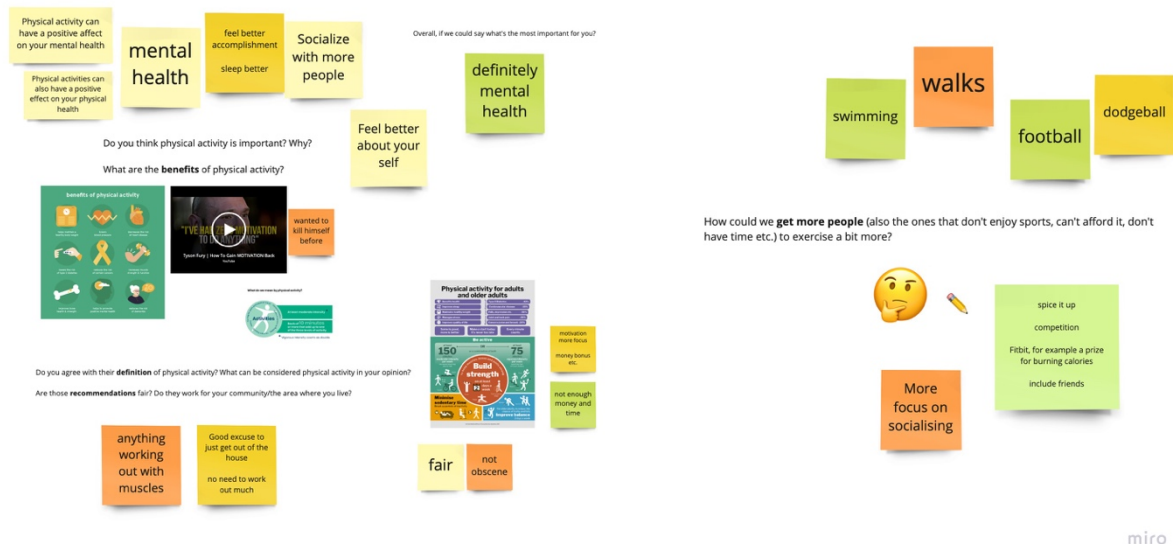 Physical activity can
have a positive affect
on your mental health
Physical activities can
also have a positive
effect on your physical
health
mental
health
feel better
accomplishment
sleep better
Socialize
with more
people
Feel better
about your
self
Overall, if we could say what's the most important for you?
definitely
mental
health
Do you think physical activity is important? Why?
What are the benefits of physical activity?
benefits of physical activity
"I'VE HAD ZERO MOTIVATION
TO DO ANYTHING"
Tyson Fury | How To Gain MOTIVATION Back
YouTube
wanted to
kill himself
before
Activities
Physical activity for adults
and older adults
Be active
150
75
Build
strength
Minimise
sedentary time
Improve balance
motivation
more focus
money bonus
etc.
not enough
money and
time
Do you agree with their definition of physical activity? What can be considered physical activity in your opinion?
Are those recommendations fair? Do they work for your community/the area where you live?
anything
working
out with
muscles
Good excuse to
just get out of the
house
no need to work
out much
fair
not
obscene
swimming
walks
football
dodgeball
How could we get more people (also the ones that don't enjoy sports, can't afford it, don't
have time etc.) to exercise a bit more?
More
focus on
socialising
spice it up
competition
Fitbit, for example a prize
for burning calories
include friends
miro